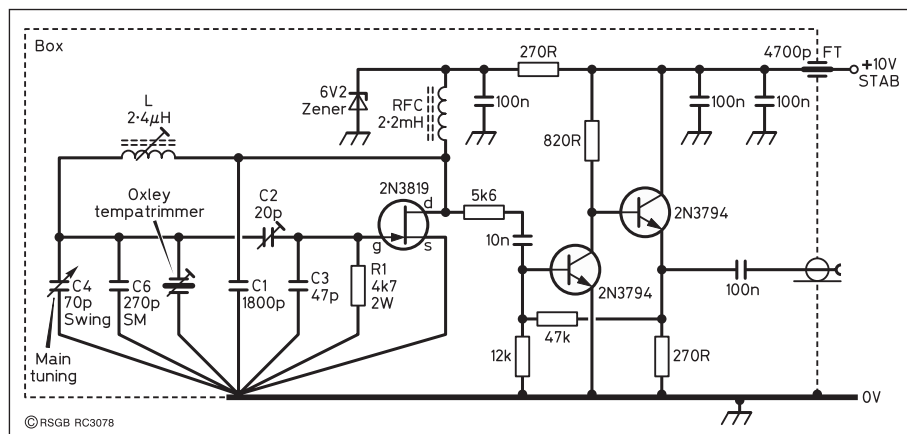 Box
270R
4700p FT
+10V
STAB
6V2
Zener
RFC
2·2mH
100n
100n
100n
L
2·4μH
820R
Oxley
tempatrimmer
C2
20p
2N3819
d
g
s
5k6
2N3794
10n
2N3794
100n
C4
70p
Swing
C6
270p
SM
C1
1800p
C3
47p
R1
4k7
2W
Main
tuning
12k
47k
270R
0V
©RSGB RC3078